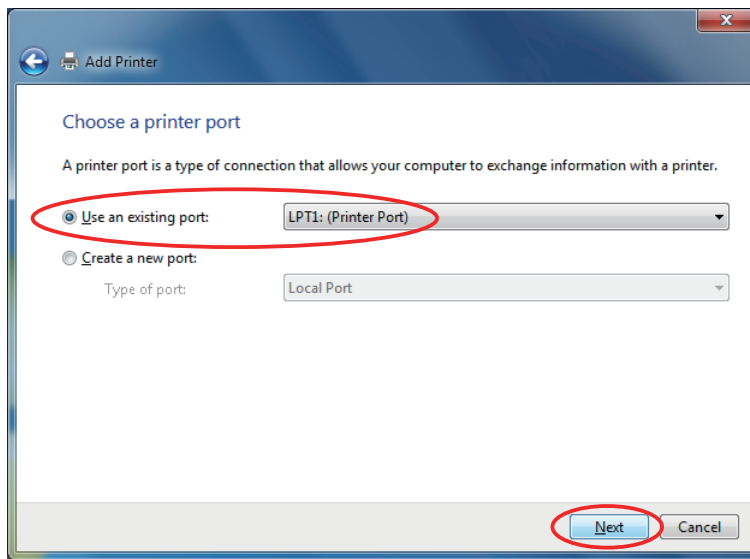 Add Printer
Choose a printer port
A printer port is a type of connection that allows your computer to exchange information with a printer.
Use an existing port: LPT1: (Printer Port)
Create a new port:
Type of port: Local Port
Next Cancel